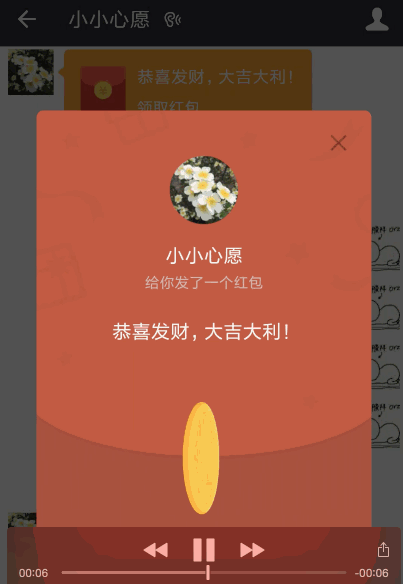 小小心愿
恭喜发财，大吉大利！
领取红包
小小心愿
给你发了一个红包
恭喜发财，大吉大利！
00:06
-00:06